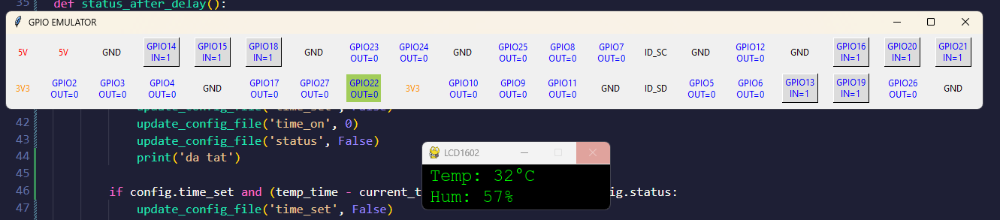 35 def status_after_delay():
GPIO EMULATOR
5V 5V GND GPIO14 IN=1 GPIO15 IN=1 GPIO18 IN=1 GND GPIO23 OUT=0 GPIO24 OUT=0 GND GPIO25 OUT=0 GPIO8 OUT=0 GPIO7 OUT=0 ID_SC GND GPIO12 OUT=0 GND GPIO16 IN=1 GPIO20 IN=1 GPIO21 IN=1
3V3 GPIO2 OUT=0 GPIO3 OUT=0 GPIO4 OUT=0 GND GPIO17 OUT=0 GPIO27 OUT=0 GPIO22 OUT=0 3V3 GPIO10 OUT=0 GPIO9 OUT=0 GPIO11 OUT=0 GND ID_SD GPIO5 OUT=0 GPIO6 OUT=0 GPIO13 IN=1 GPIO19 IN=1 GPIO26 OUT=0 GND
update_config_file('time_set', False)
42 update_config_file('time_on', 0)
43 update_config_file('status', False)
44 print('da tat')
45
46 if config.time_set and (temp_time - current_t
ig.status:
47 update_config_file('time_set', False)
LCD1602
Temp: 32°C
Hum: 57%